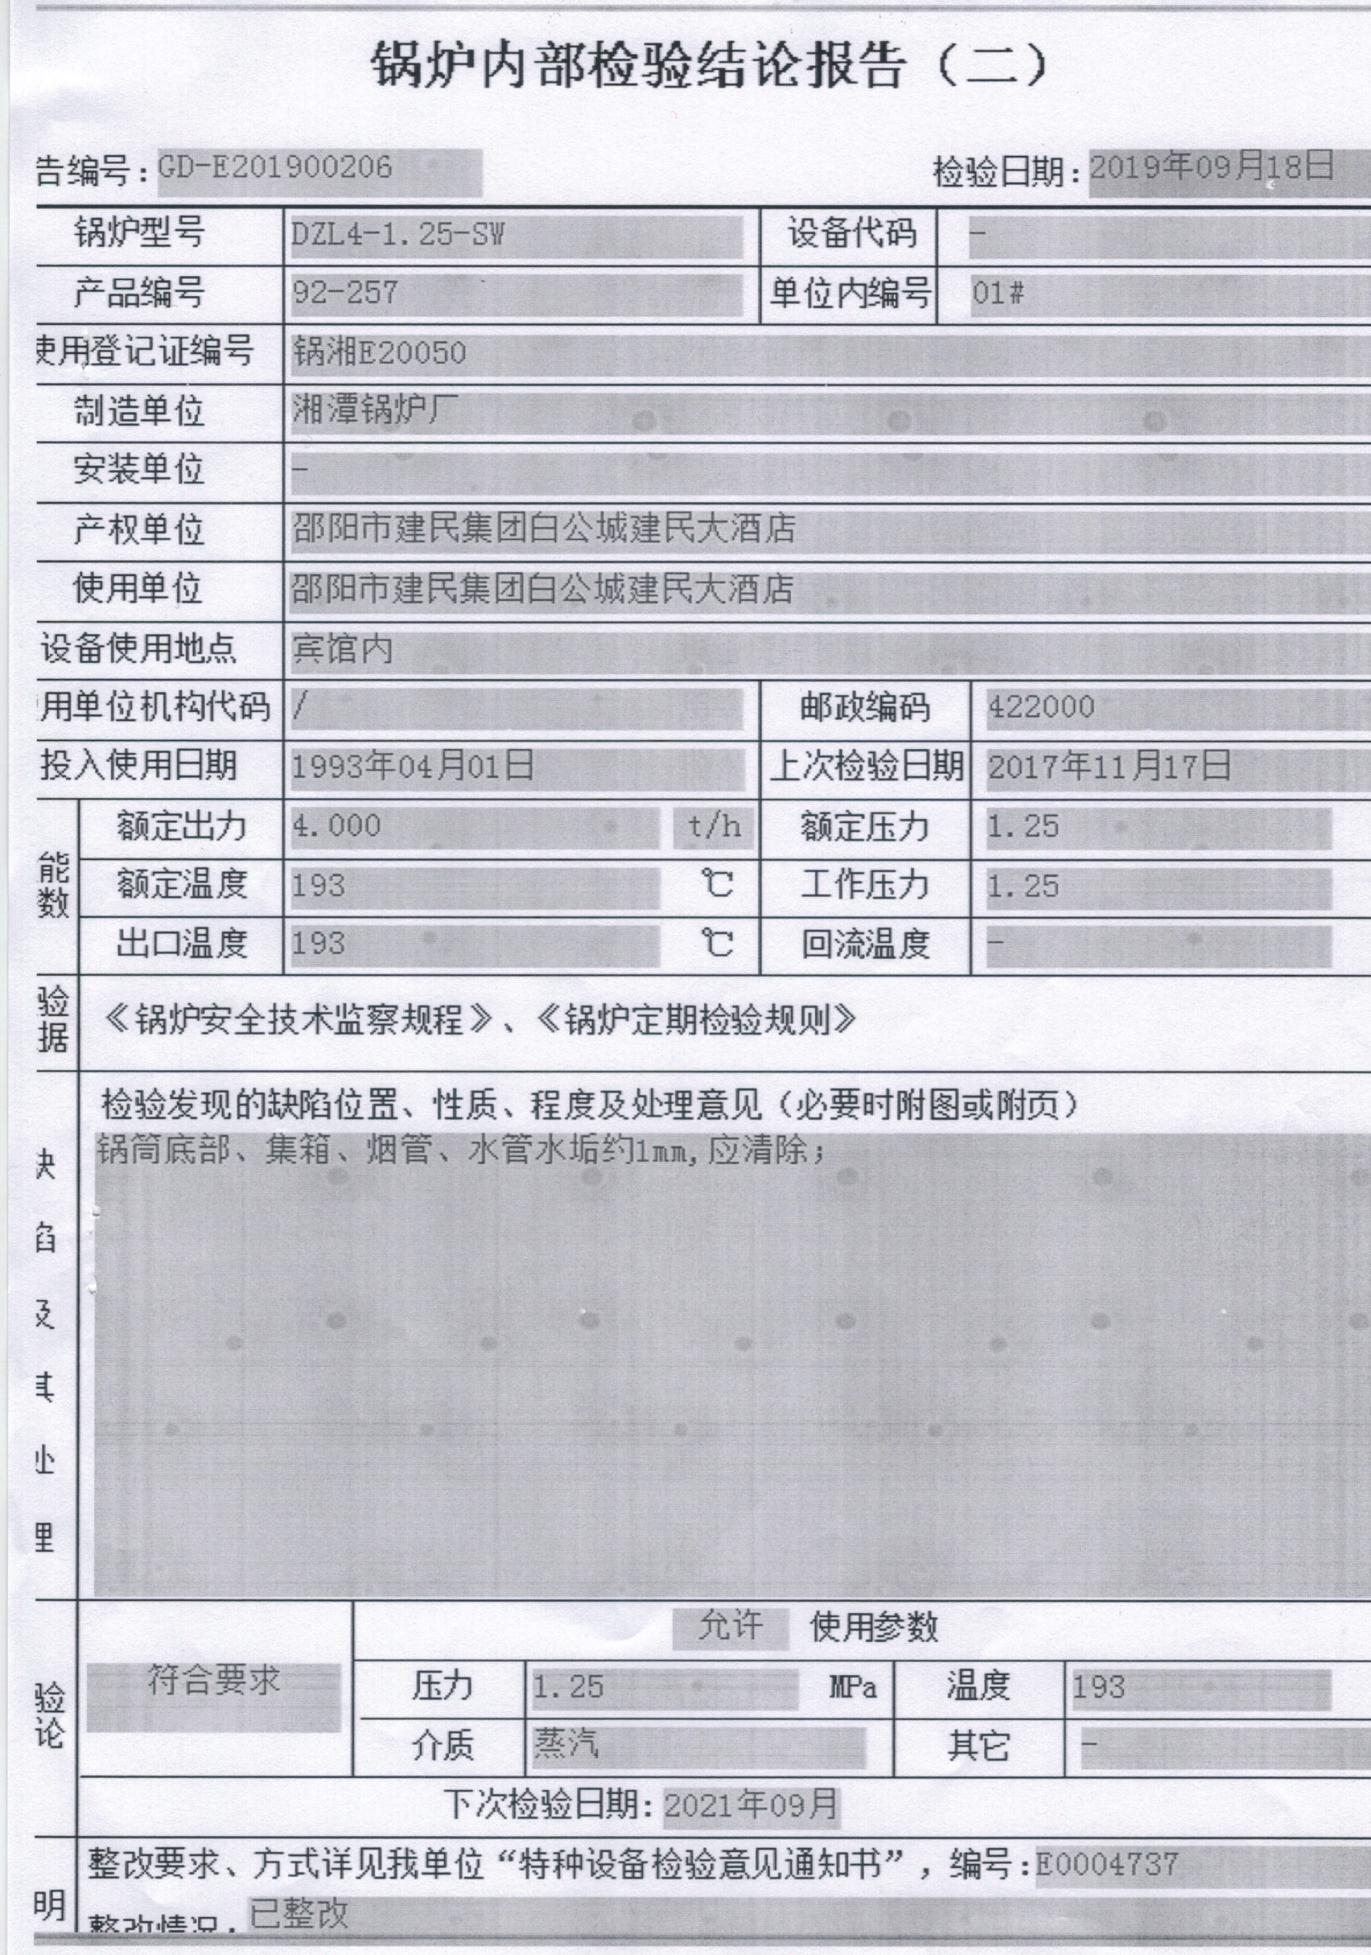 锅炉内部检验结论报告（二）
告编号：GD-E201900206 检验日期：2019年09月18日
锅炉型号 DZL4-1.25-SW 设备代码 -
产品编号 92-257 单位内编号 01#
使用登记证编号 锅湘E20050
制造单位 湘潭锅炉厂
安装单位 -
产权单位 邵阳市建民集团白公城建民大酒店
使用单位 邵阳市建民集团白公城建民大酒店
设备使用地点 宾馆内
用单位机构代码 / 邮政编码 422000
投入使用日期 1993年04月01日 上次检验日期 2017年11月17日
额定出力 4.000 t/h 额定压力 1.25
能数 额定温度 193 ℃ 工作压力 1.25
出口温度 193 ℃ 回流温度 -
验据 《锅炉安全技术监察规程》、《锅炉定期检验规则》
缺陷及其处理 检验发现的缺陷位置、性质、程度及处理意见（必要时附图或附页）
锅筒底部、集箱、烟管、水管水垢约1mm,应清除；
允许 使用参数
验论 符合要求 压力 1.25 MPa 温度 193
介质 蒸汽 其它 -
下次检验日期：2021年09月
整改要求、方式详见我单位“特种设备检验意见通知书”，编号：E0004737
明 整改情况：已整改